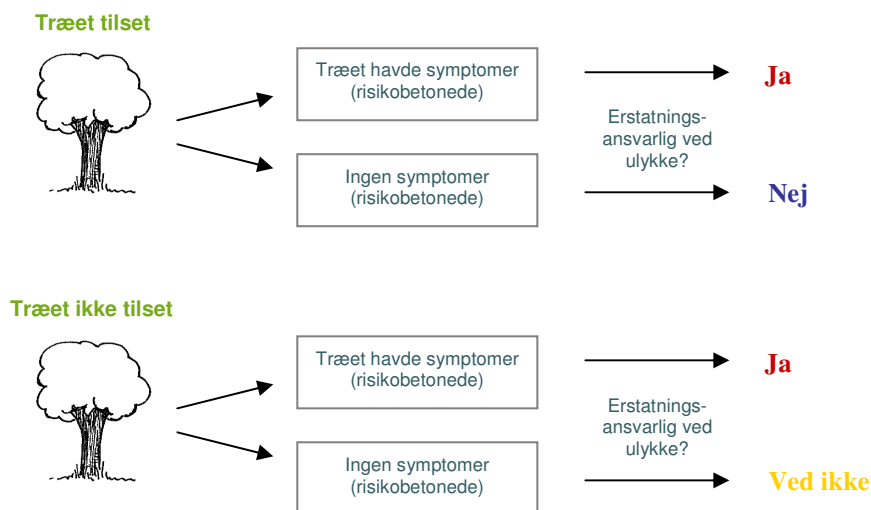 Træet tilset
Træet havde symptomer
(risikobetonede)
Ja
Erstatnings-
ansvarlig ved
ulykke?
Ingen symptomer
(risikobetonede)
Nej
Træet ikke tilset
Træet havde symptomer
(risikobetonede)
Ja
Erstatnings-
ansvarlig ved
ulykke?
Ingen symptomer
(risikobetonede)
Ved ikke